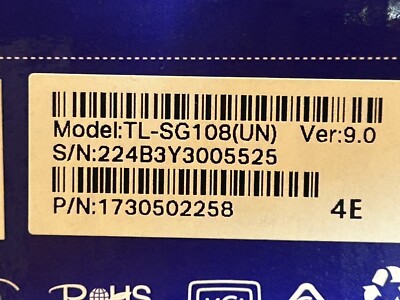 Model:TL-SG108(UN) Ver:9.0
S/N:224B3Y3005525
P/N:1730502258 4E
RoHS